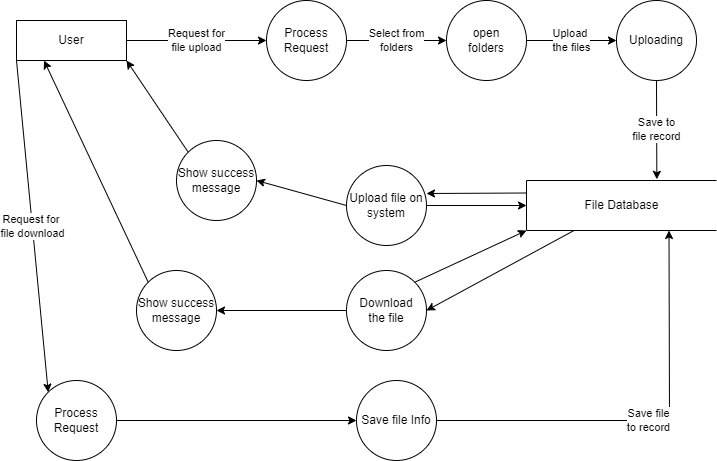 User
Request for
file upload
Process
Request
Select from
folders
open
folders
Upload
the files
Uploading
Save to
file record
Show success
message
Upload file on
system
File Database
Request for
file download
Show success
message
Download
the file
Process
Request
Save file Info
Save file
to record